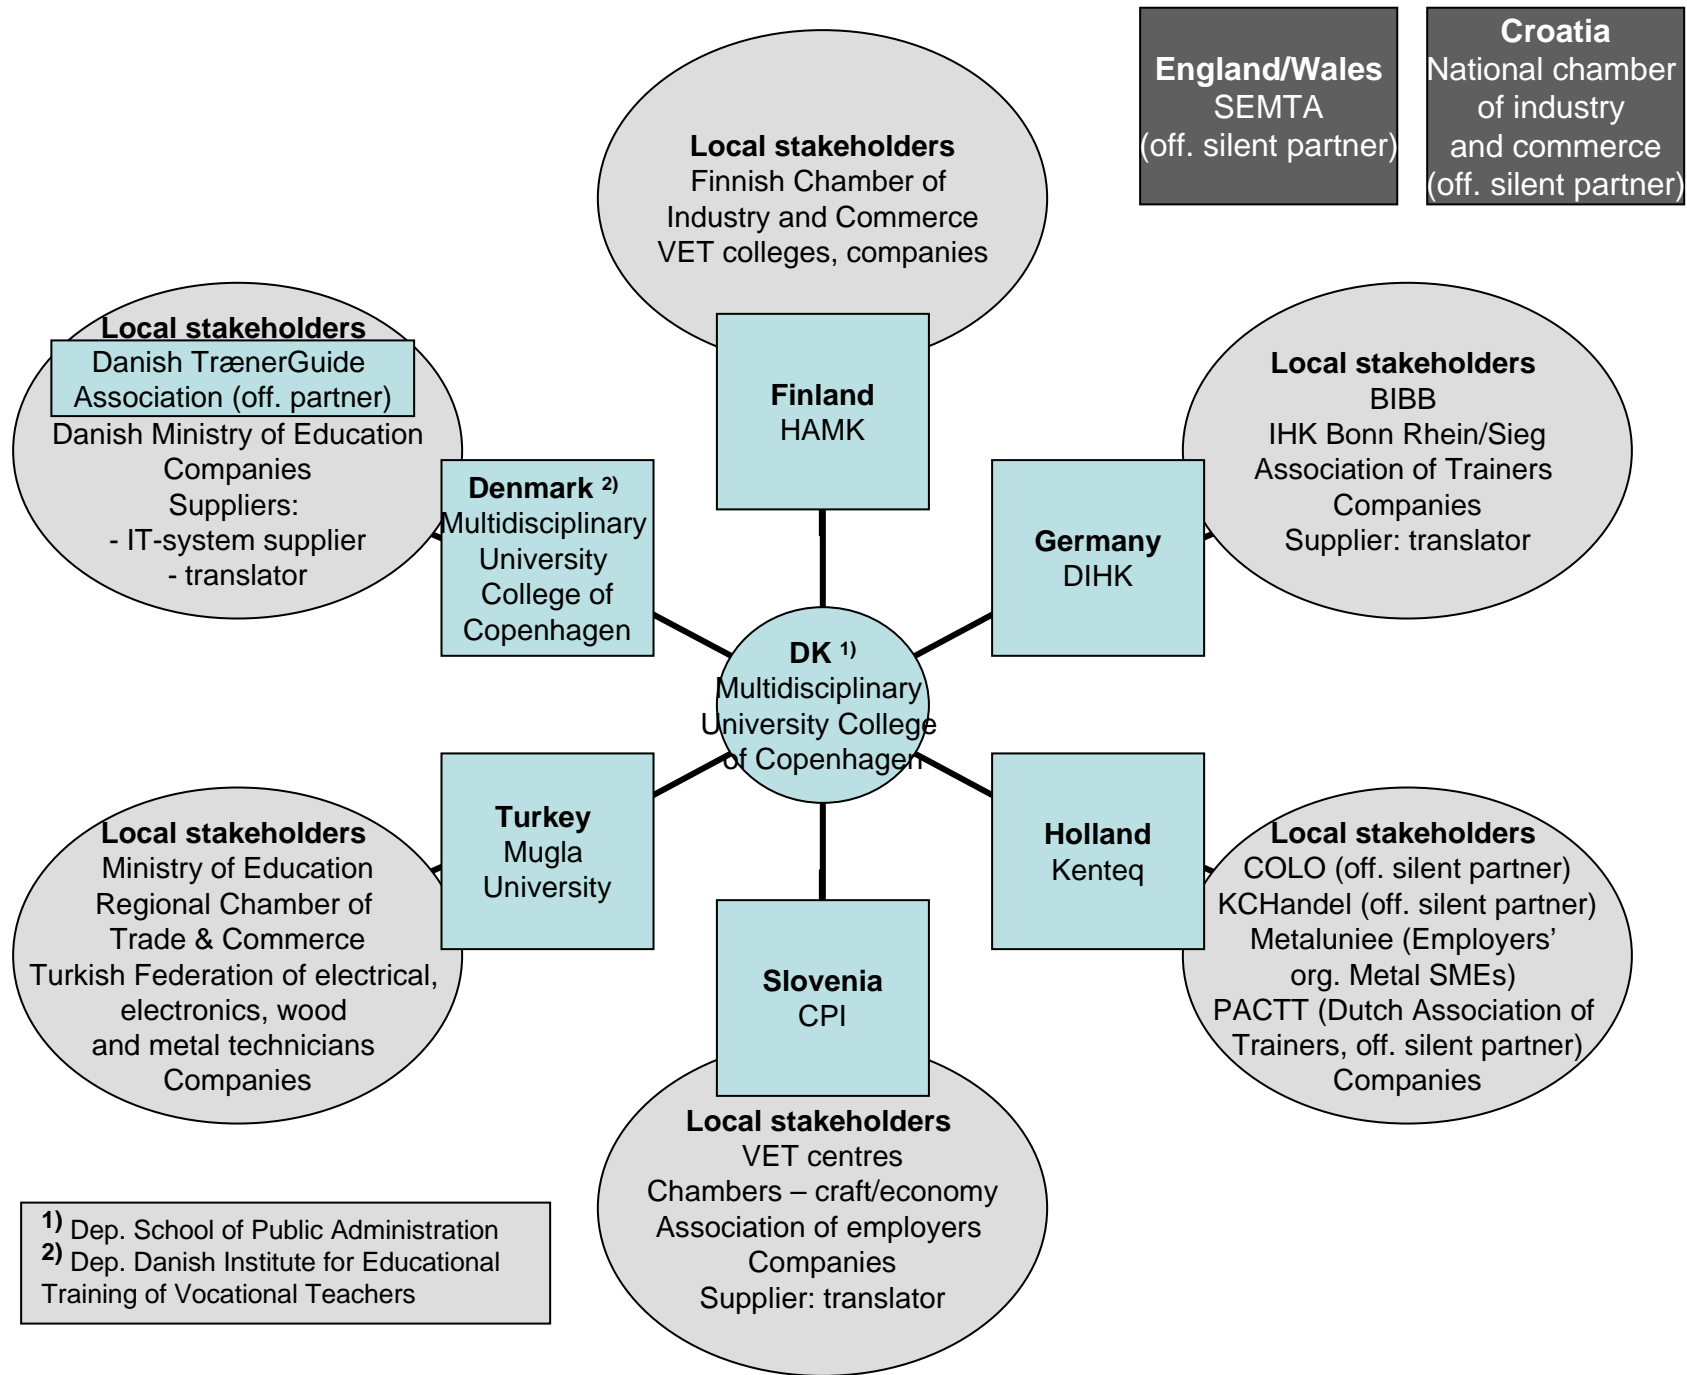 England/Wales
SEMTA
(off. silent partner)
Croatia
National chamber
of industry
and commerce
(off. silent partner)
Local stakeholders
Finnish Chamber of
Industry and Commerce
VET colleges, companies
Finland
HAMK
Local stakeholders
Danish TrænerGuide
Association (off. partner)
Danish Ministry of Education
Companies
Suppliers:
- IT-system supplier
- translator
Denmark 2)
Multidisciplinary
University
College of
Copenhagen
Local stakeholders
BIBB
IHK Bonn Rhein/Sieg
Association of Trainers
Companies
Supplier: translator
Germany
DIHK
DK 1)
Multidisciplinary
University College
of Copenhagen
Turkey
Mugla
University
Local stakeholders
Ministry of Education
Regional Chamber of
Trade & Commerce
Turkish Federation of electrical,
electronics, wood
and metal technicians
Companies
Holland
Kenteq
Local stakeholders
COLO (off. silent partner)
KCHandel (off. silent partner)
Metaluniee (Employers’
org. Metal SMEs)
PACTT (Dutch Association of
Trainers, off. silent partner)
Companies
Slovenia
CPI
Local stakeholders
VET centres
Chambers – craft/economy
Association of employers
Companies
Supplier: translator
1) Dep. School of Public Administration
2) Dep. Danish Institute for Educational
Training of Vocational Teachers